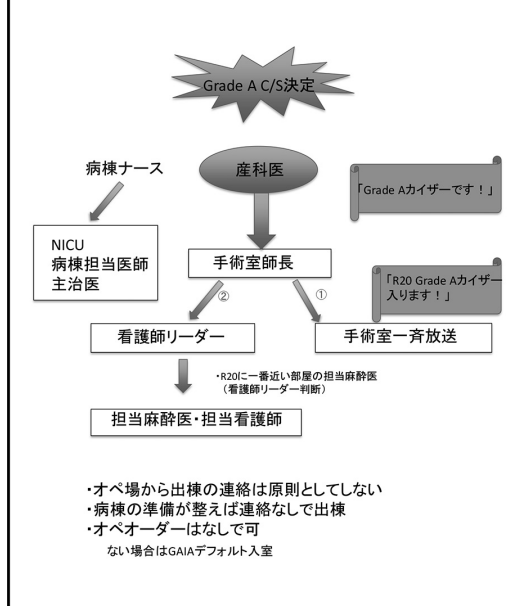 Grade A C/S決定
病棟ナース
産科医
「Grade Aカイザーです！」
NICU
病棟担当医師
主治医
手術室師長
「R20 Grade Aカイザー
入ります！」
②
①
看護師リーダー
手術室一斉放送
・R20に一番近い部屋の担当麻酔医
（看護師リーダー判断）
担当麻酔医・担当看護師
・オペ場から出棟の連絡は原則としてしない
・病棟の準備が整えば連絡なしで出棟
・オペオーダーはなしで可
ない場合はGAIAデフォルト入室